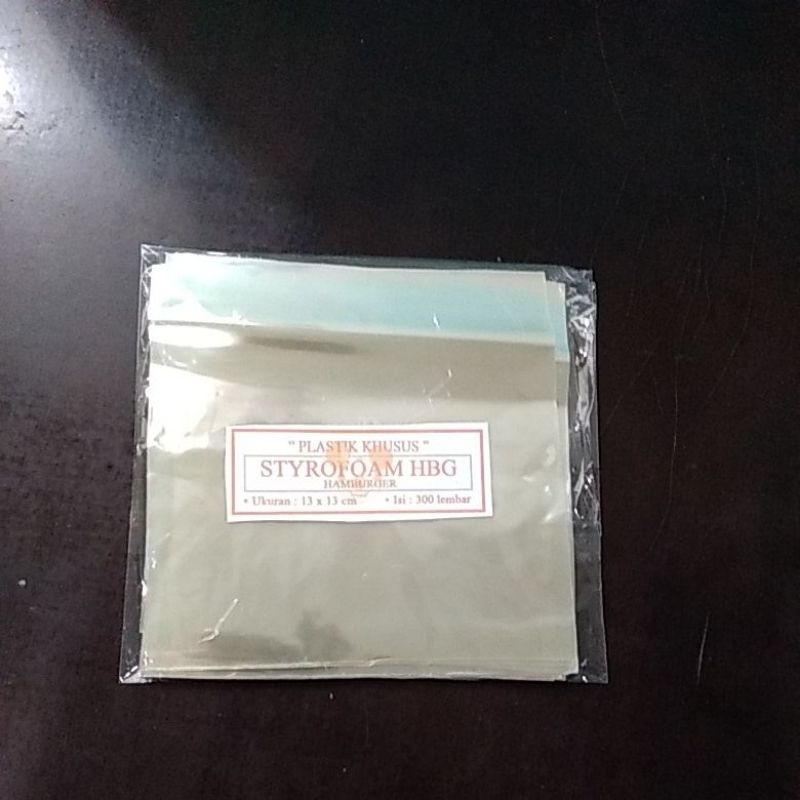 " PLASTIK KHUSUS "
STYROFOAM HBG
HAMBURGER
• Ukuran : 13 x 13 cm • Isi : 300 lembar